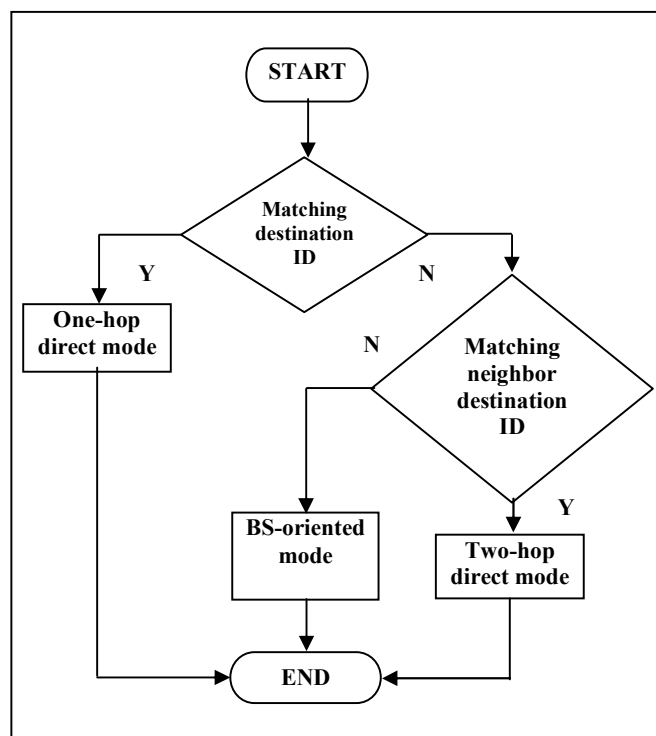 START
Matching
destination
ID
Y
N
One-hop
direct mode
N
Matching
neighbor
destination
ID
BS-oriented
mode
Y
Two-hop
direct mode
END